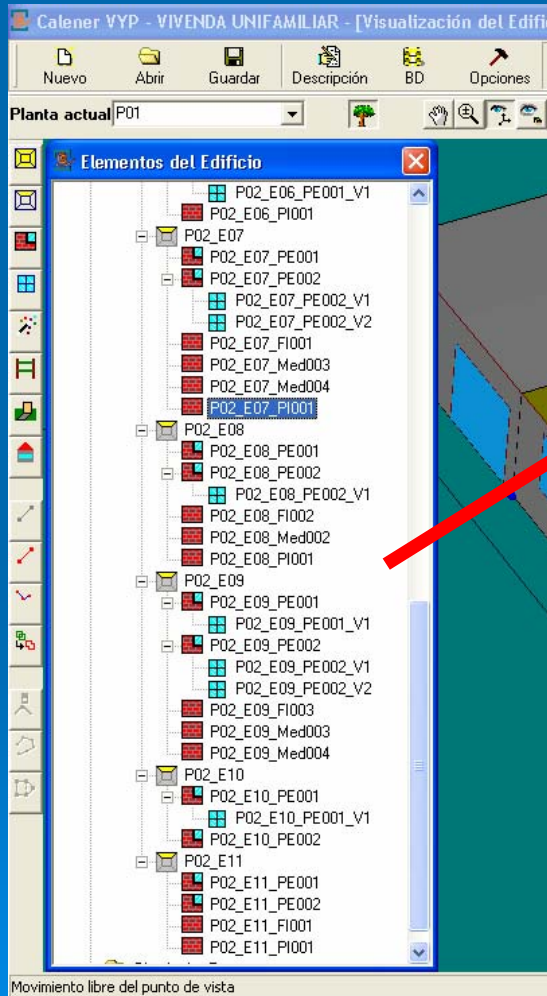 Calener VYP - VIVENDA UNIFAMILIAR - [Visualización del Edifi
Nuevo Abrir Guardar Descripción BD Opciones
Planta actual P01
Elementos del Edificio
P02_E06_PE001_V1
P02_E06_PI001
P02_E07
P02_E07_PE001
P02_E07_PE002
P02_E07_PE002_V1
P02_E07_PE002_V2
P02_E07_FI001
P02_E07_Med003
P02_E07_Med004
P02_E07_PI001
P02_E08
P02_E08_PE001
P02_E08_PE002
P02_E08_PE002_V1
P02_E08_FI002
P02_E08_Med002
P02_E08_PI001
P02_E09
P02_E09_PE001
P02_E09_PE001_V1
P02_E09_PE002
P02_E09_PE002_V1
P02_E09_PE002_V2
P02_E09_FI003
P02_E09_Med003
P02_E09_Med004
P02_E10
P02_E10_PE001
P02_E10_PE001_V1
P02_E10_PE002
P02_E11
P02_E11_PE001
P02_E11_PE002
P02_E11_FI001
P02_E11_PI001
Movimiento libre del punto de vista